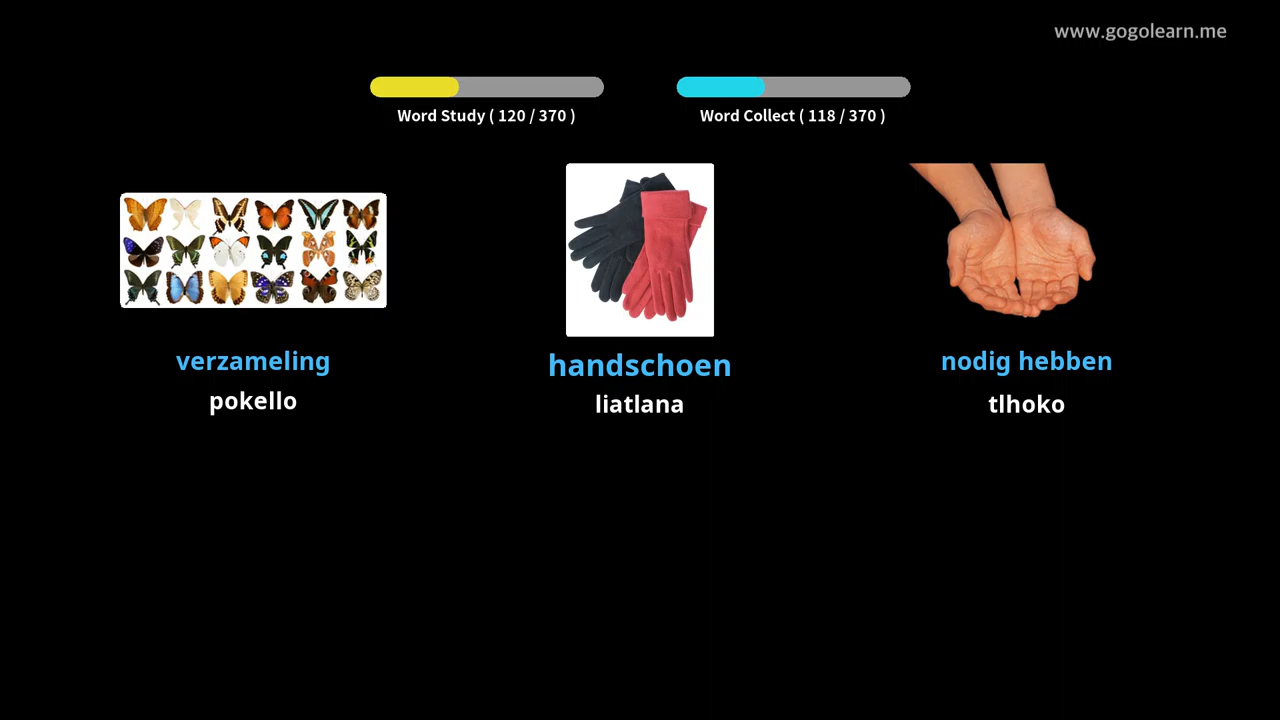 www.gogolearn.me
Word Study ( 120 / 370 )
Word Collect ( 118 / 370 )
verzameling
handschoen
nodig hebben
pokello
liatlana
tlhoko